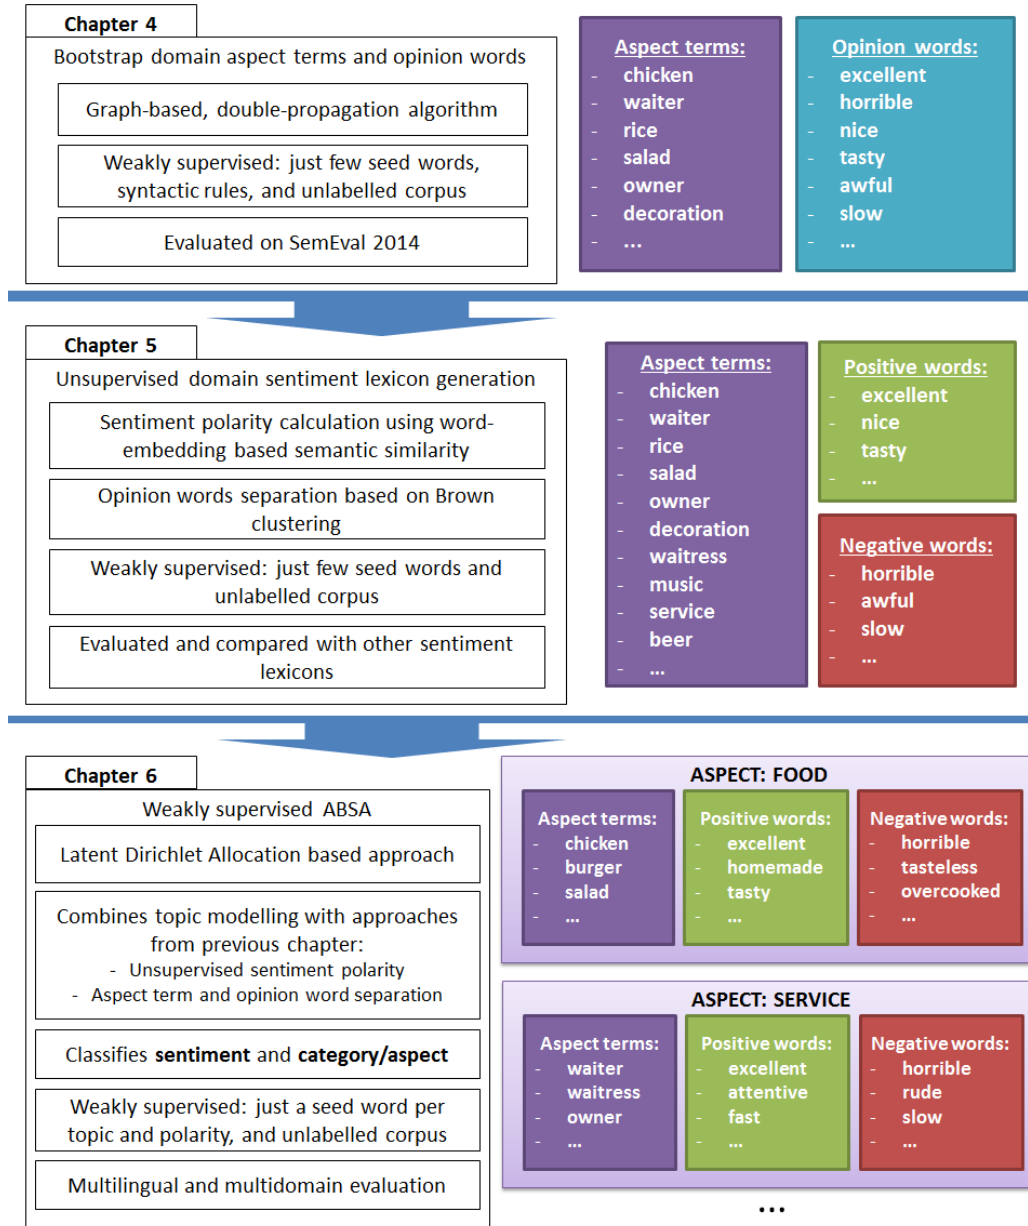 Chapter 4
Bootstrap domain aspect terms and opinion words
Graph-based, double-propagation algorithm
Weakly supervised: just few seed words,
syntactic rules, and unlabelled corpus
Evaluated on SemEval 2014
Aspect terms:
- chicken
- waiter
- rice
- salad
- owner
- decoration
- ...
Opinion words:
- excellent
- horrible
- nice
- tasty
- awful
- slow
- ...
Chapter 5
Unsupervised domain sentiment lexicon generation
Sentiment polarity calculation using word-
embedding based semantic similarity
Opinion words separation based on Brown
clustering
Weakly supervised: just few seed words and
unlabelled corpus
Evaluated and compared with other sentiment
lexicons
Aspect terms:
- chicken
- waiter
- rice
- salad
- owner
- decoration
- waitress
- music
- service
- beer
- ...
Positive words:
- excellent
- nice
- tasty
- ...
Negative words:
- horrible
- awful
- slow
- ...
Chapter 6
Weakly supervised ABSA
Latent Dirichlet Allocation based approach
Combines topic modelling with approaches
from previous chapter:
- Unsupervised sentiment polarity
- Aspect term and opinion word separation
Classifies sentiment and category/aspect
Weakly supervised: just a seed word per
topic and polarity, and unlabelled corpus
Multilingual and multidomain evaluation
ASPECT: FOOD
Aspect terms:
- chicken
- burger
- salad
- ...
Positive words:
- excellent
- homemade
- tasty
- ...
Negative words:
- horrible
- tasteless
- overcooked
- ...
ASPECT: SERVICE
Aspect terms:
- waiter
- waitress
- owner
- ...
Positive words:
- excellent
- attentive
- fast
- ...
Negative words:
- horrible
- rude
- slow
- ...
...